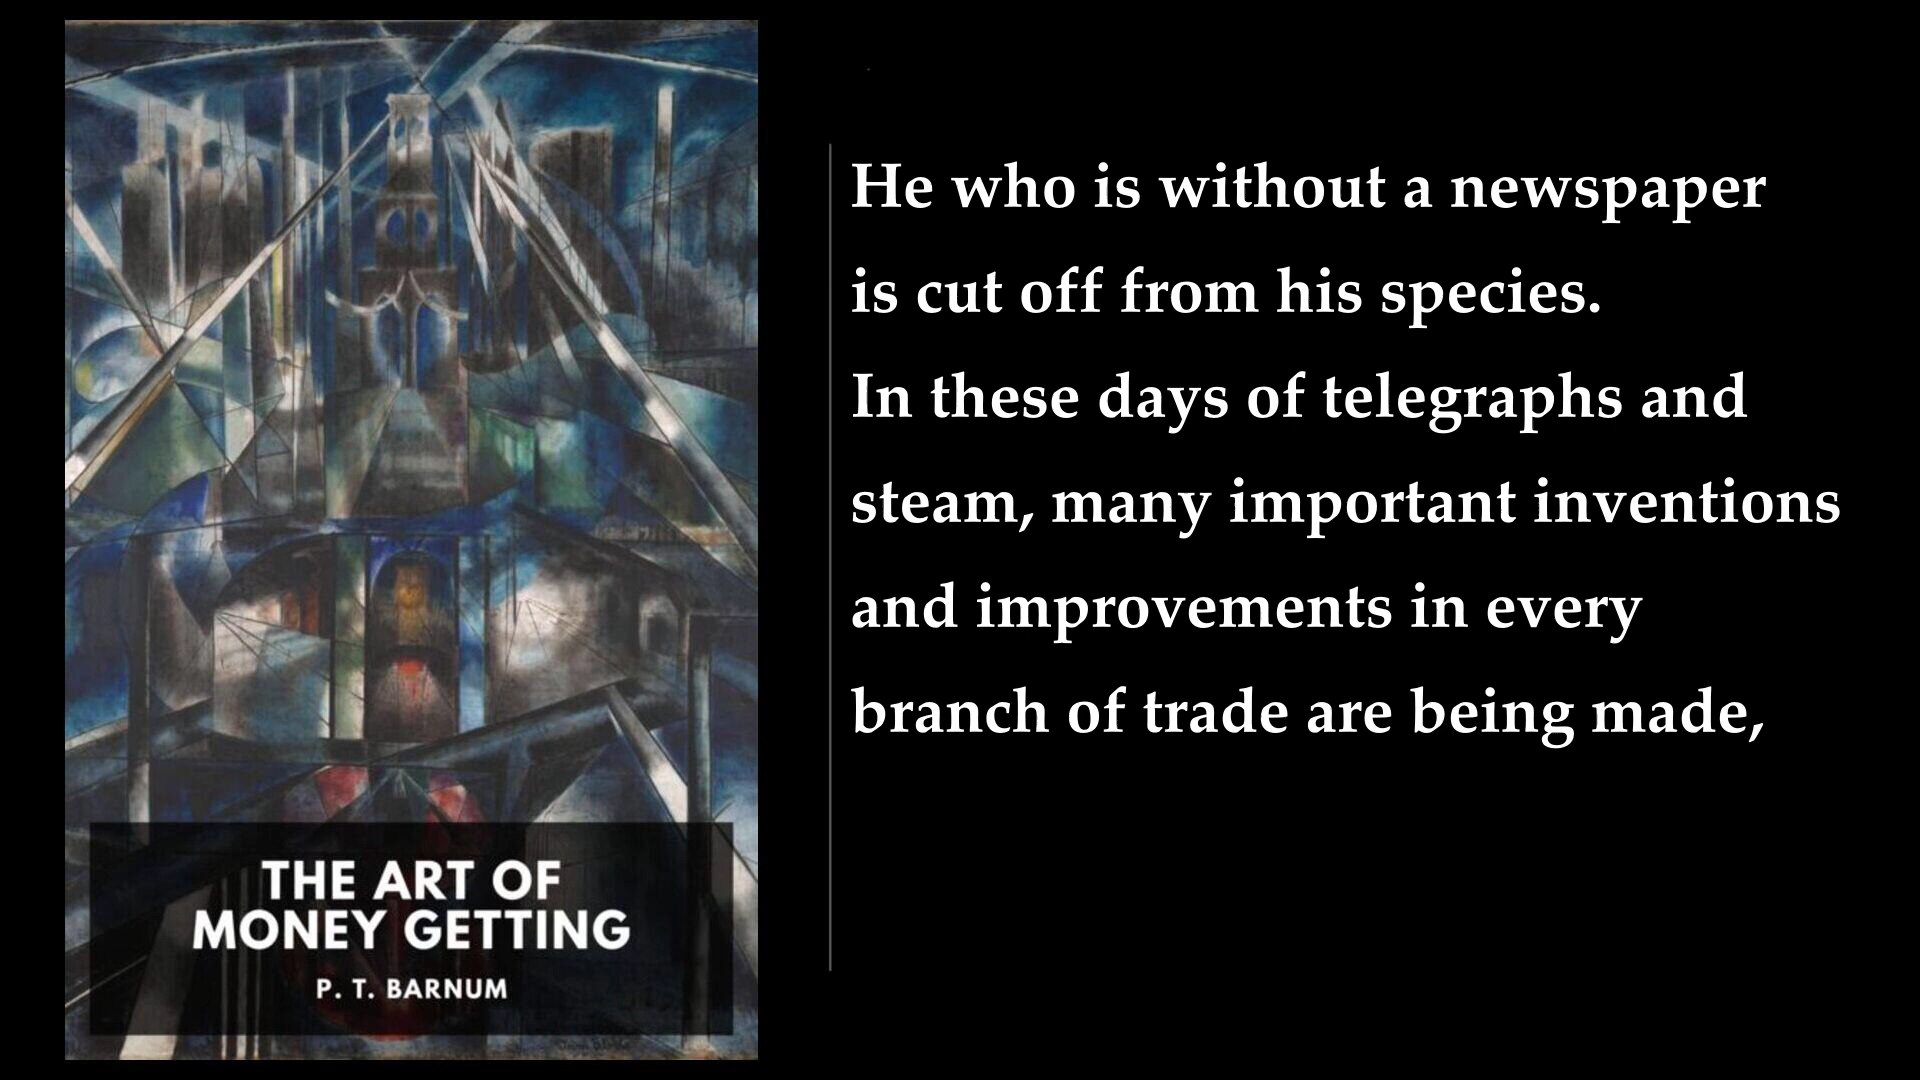 THE ART OF
MONEY GETTING
P. T. BARNUM
He who is without a newspaper
is cut off from his species.
In these days of telegraphs and
steam, many important inventions
and improvements in every
branch of trade are being made,